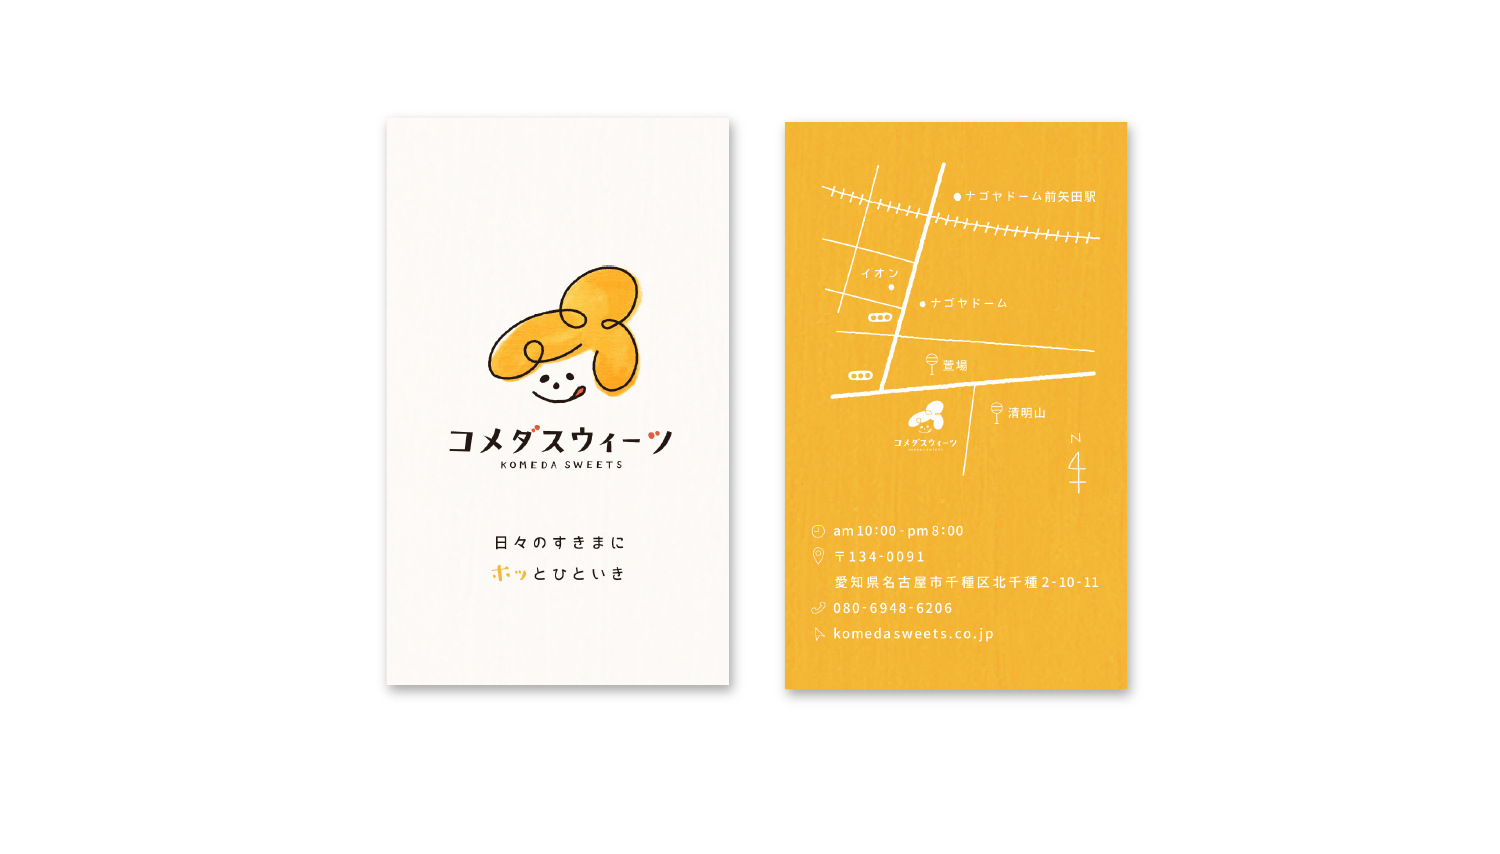 コメダスウィーツ
KOMEDA SWEETS
日々のすきまに
ホッとひといき
ナゴヤドーム前矢田駅
イオン
ナゴヤドーム
萱場
清明山
コメダスウィーツ
KOMEDA SWEETS
N
am10:00-pm8:00
〒134-0091
愛知県名古屋市千種区北千種2-10-11
080-6948-6206
komedasweets.co.jp